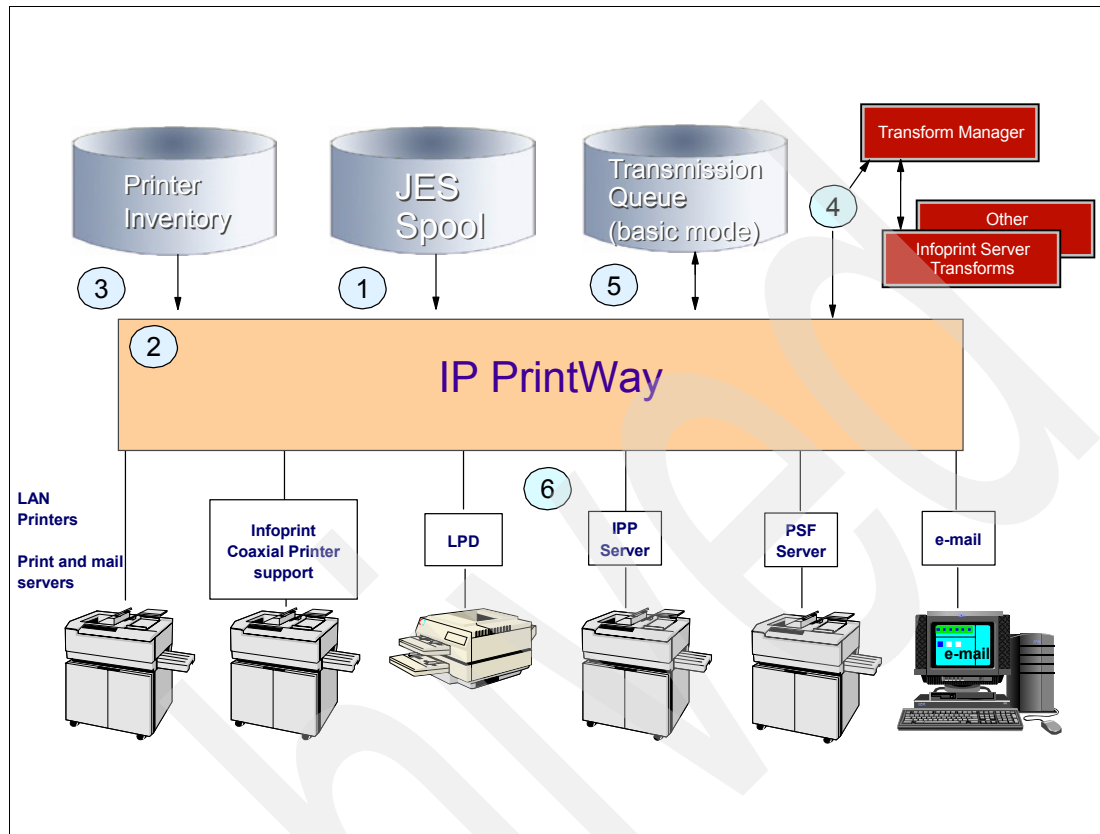 Printer
Inventory
JES
Spool
Transmission
Queue
(basic mode)
Transform Manager
Other
Infoprint Server
Transforms
4
3
1
5
2
IP PrintWay
6
LAN
Printers
Print and mail
servers
Infoprint
Coaxial Printer
support
LPD
IPP
Server
PSF
Server
e-mail
e-mail